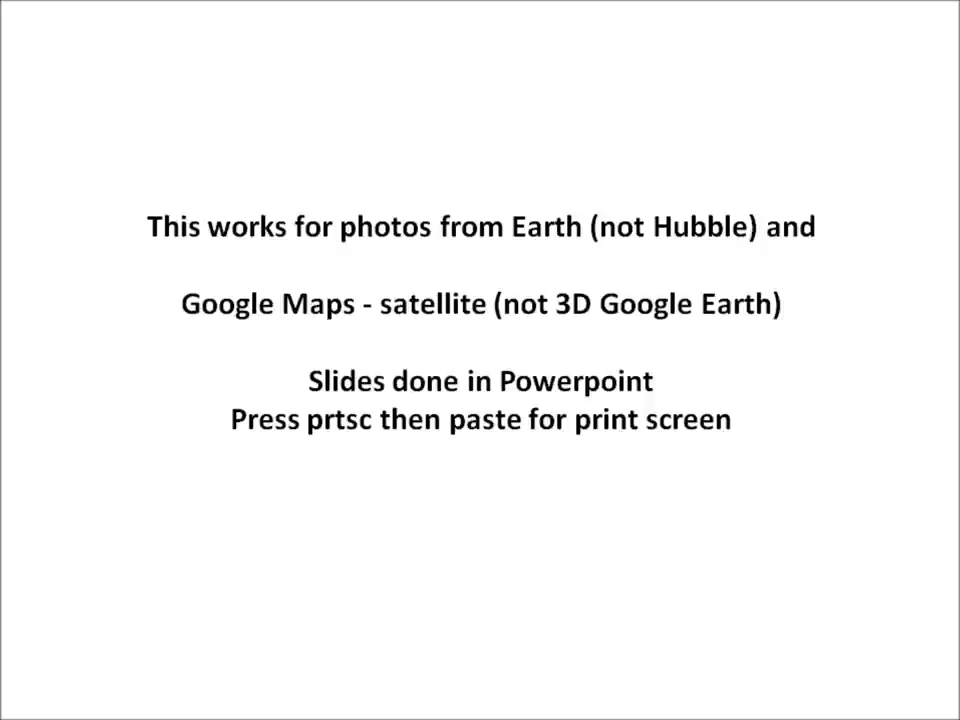 This works for photos from Earth (not Hubble) and
Google Maps - satellite (not 3D Google Earth)
Slides done in Powerpoint
Press prtsc then paste for print screen